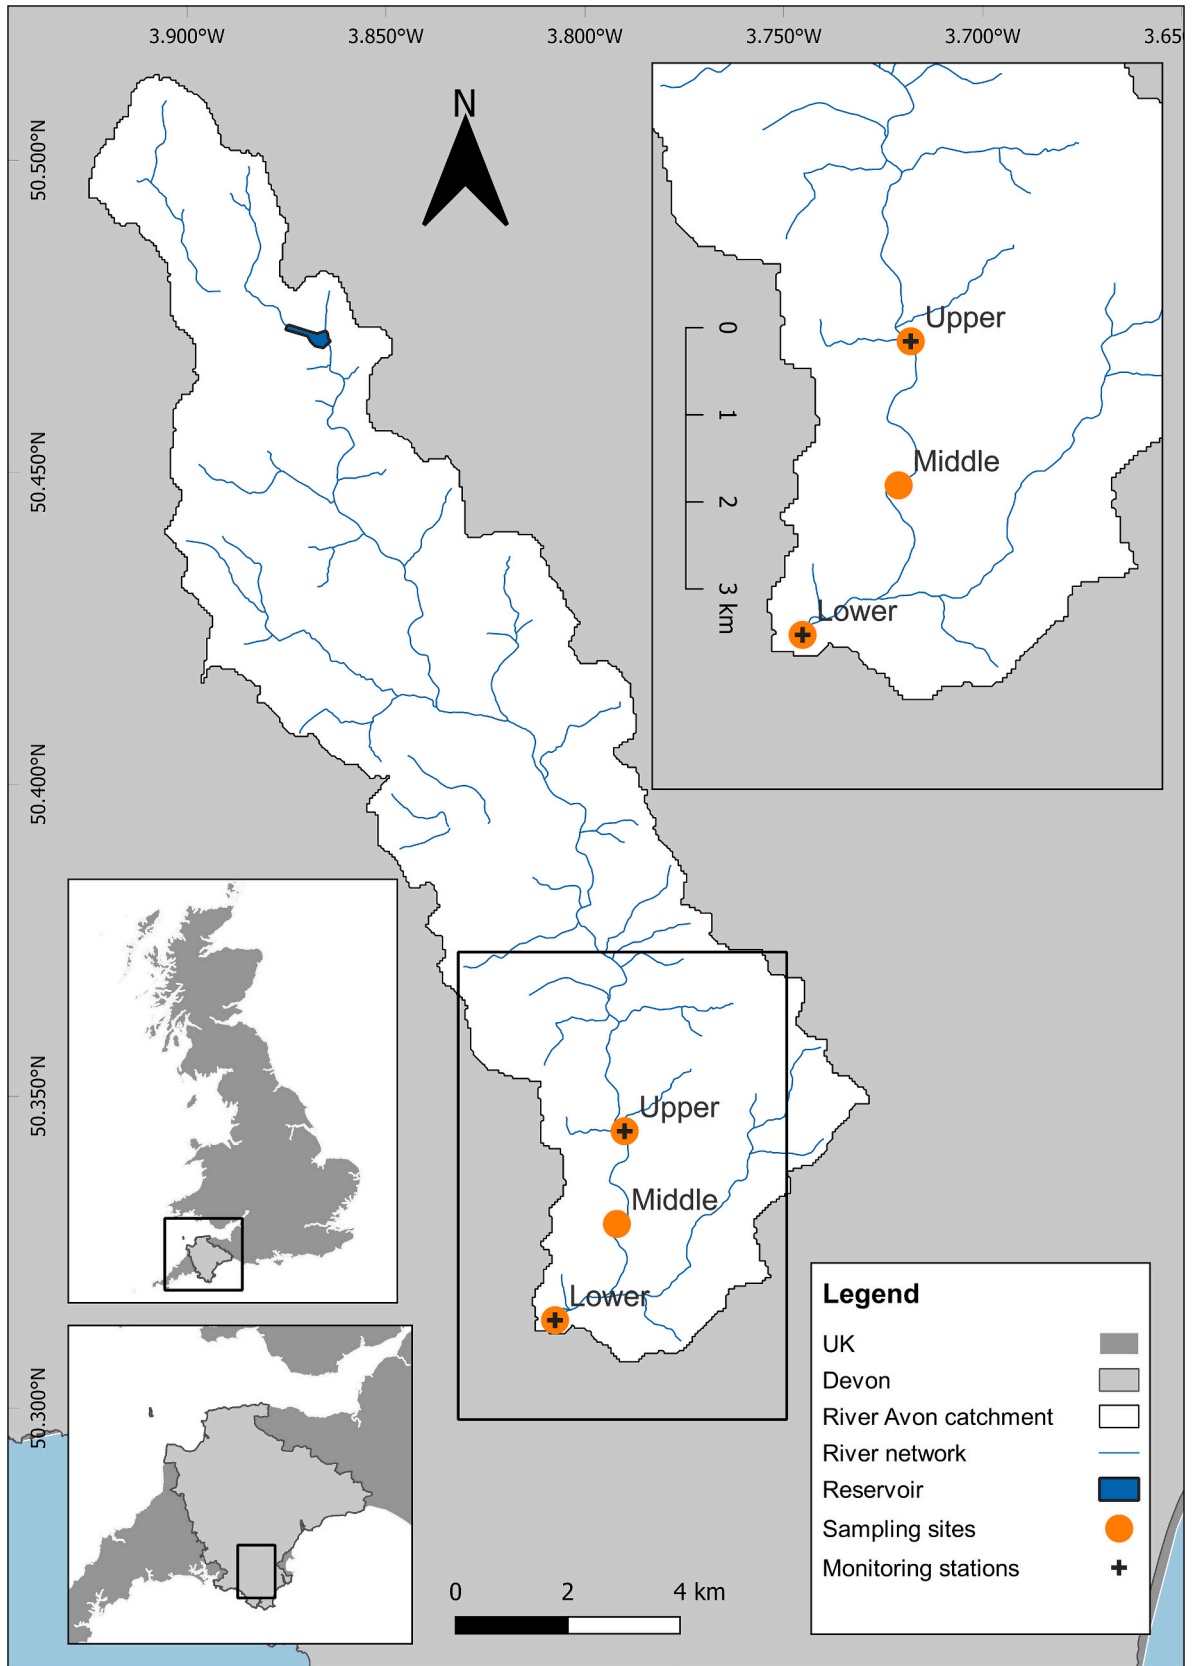 3.900°W 3.850°W 3.800°W 3.750°W 3.700°W 3.65
N
50.500°N
50.450°N
50.400°N
50.350°N
50.300°N
Upper
Middle
Lower
0
1
2
3 km
Upper
Middle
Lower
Legend
UK
Devon
River Avon catchment
River network
Reservoir
Sampling sites
Monitoring stations
0 2 4 km